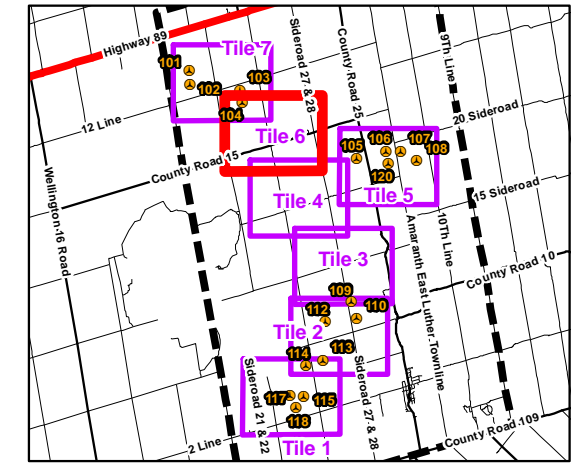 Highway 89
Tile 7
101
102
103
104
Sideroad 27 & 28
County Road 25
9Th Line
12 Line
Tile 6
20 Sideroad
County Road 15
105
106
107
108
120
Tile 5
15 Sideroad
Wellington 16 Road
Tile 4
10Th Line
Amaranth East Luther Townline
Tile 3
County Road 10
109
110
112
Tile 2
113
114
Sideroad 21 & 22
Sideroad 27 & 28
117
115
118
2 Line
Tile 1
County Road 109